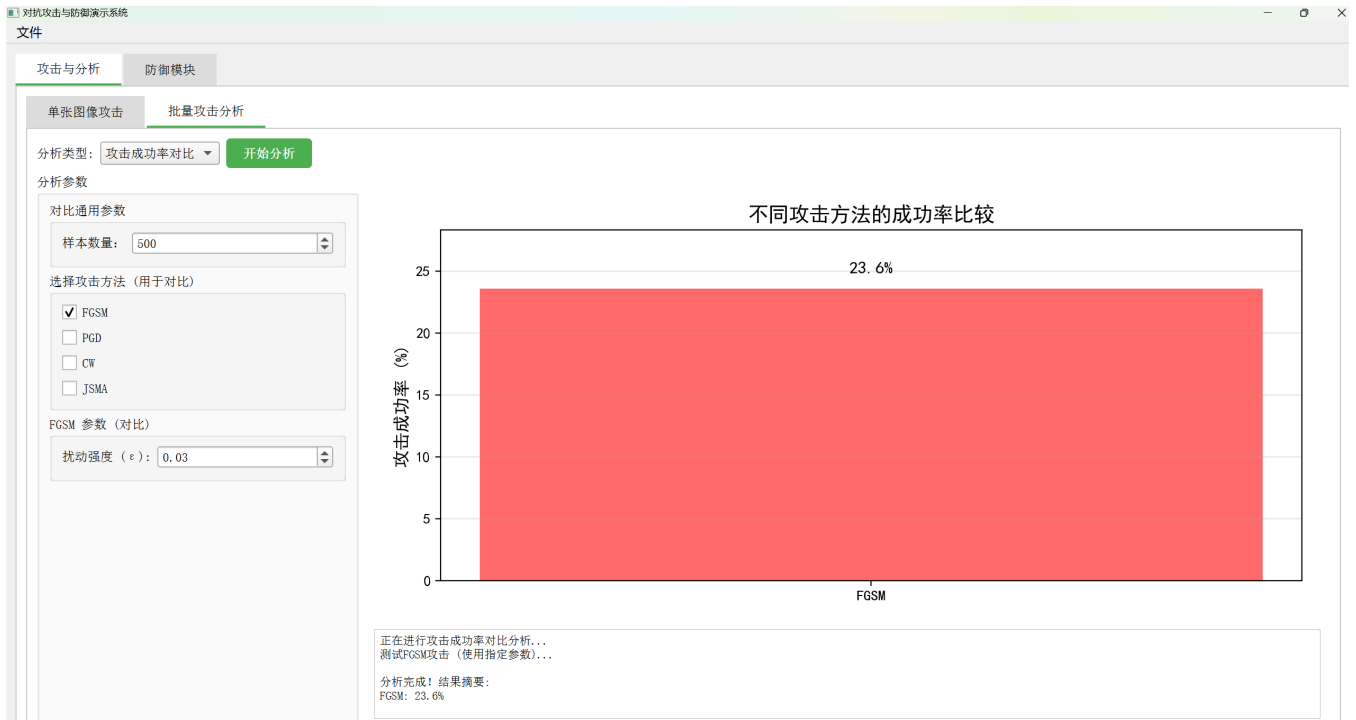 对抗攻击与防御演示系统
文件
攻击与分析 防御模块
单张图像攻击 批量攻击分析
分析类型: 攻击成功率对比 开始分析
分析参数
对比通用参数
样本数量: 500
选择攻击方法 (用于对比)
FGSM
PGD
CW
JSMA
FGSM 参数 (对比)
扰动强度 (ε): 0.03
不同攻击方法的成功率比较
23.6%
攻击成功率 (%)
25
20
15
10
5
0
FGSM
正在进行攻击成功率对比分析...
测试FGSM攻击 (使用指定参数)...
分析完成! 结果摘要:
FGSM: 23.6%